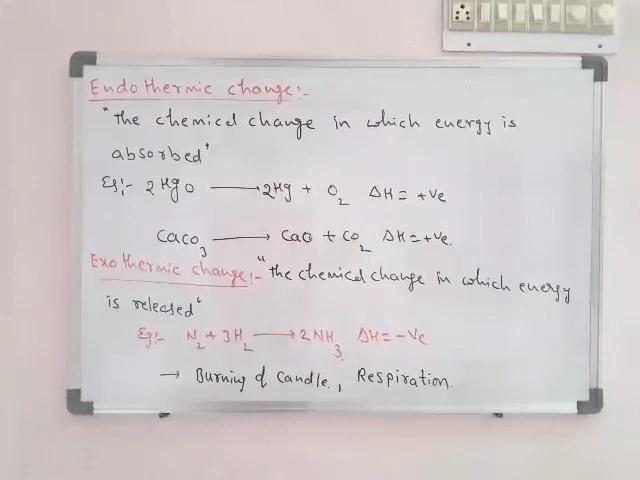 Endothermic change:-
"the chemical change in which energy is
absorbed"
Eg:- 2HgO ⟶ 2Hg + O₂ ΔH = +Ve
CaCO₃ ⟶ CaO + CO₂ ΔH = +Ve.
Exothermic change:- "the chemical change in which energy
is released"
Eg:- N₂ + 3H₂ ⟶ 2NH₃ ΔH = -Ve
→ Burning of Candle, Respiration.